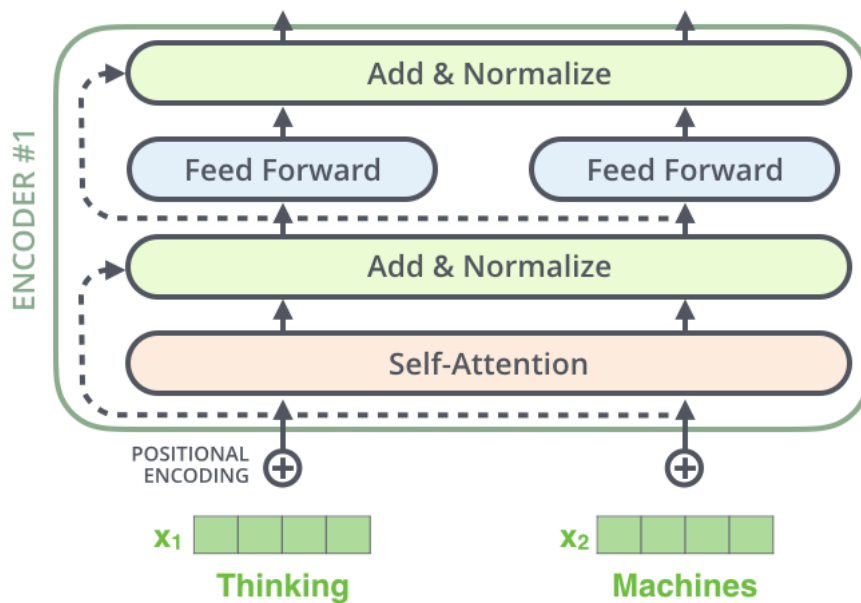 ENCODER #1
Add & Normalize
Feed Forward
Feed Forward
Add & Normalize
Self-Attention
POSITIONAL
ENCODING
x₁
x₂
Thinking
Machines